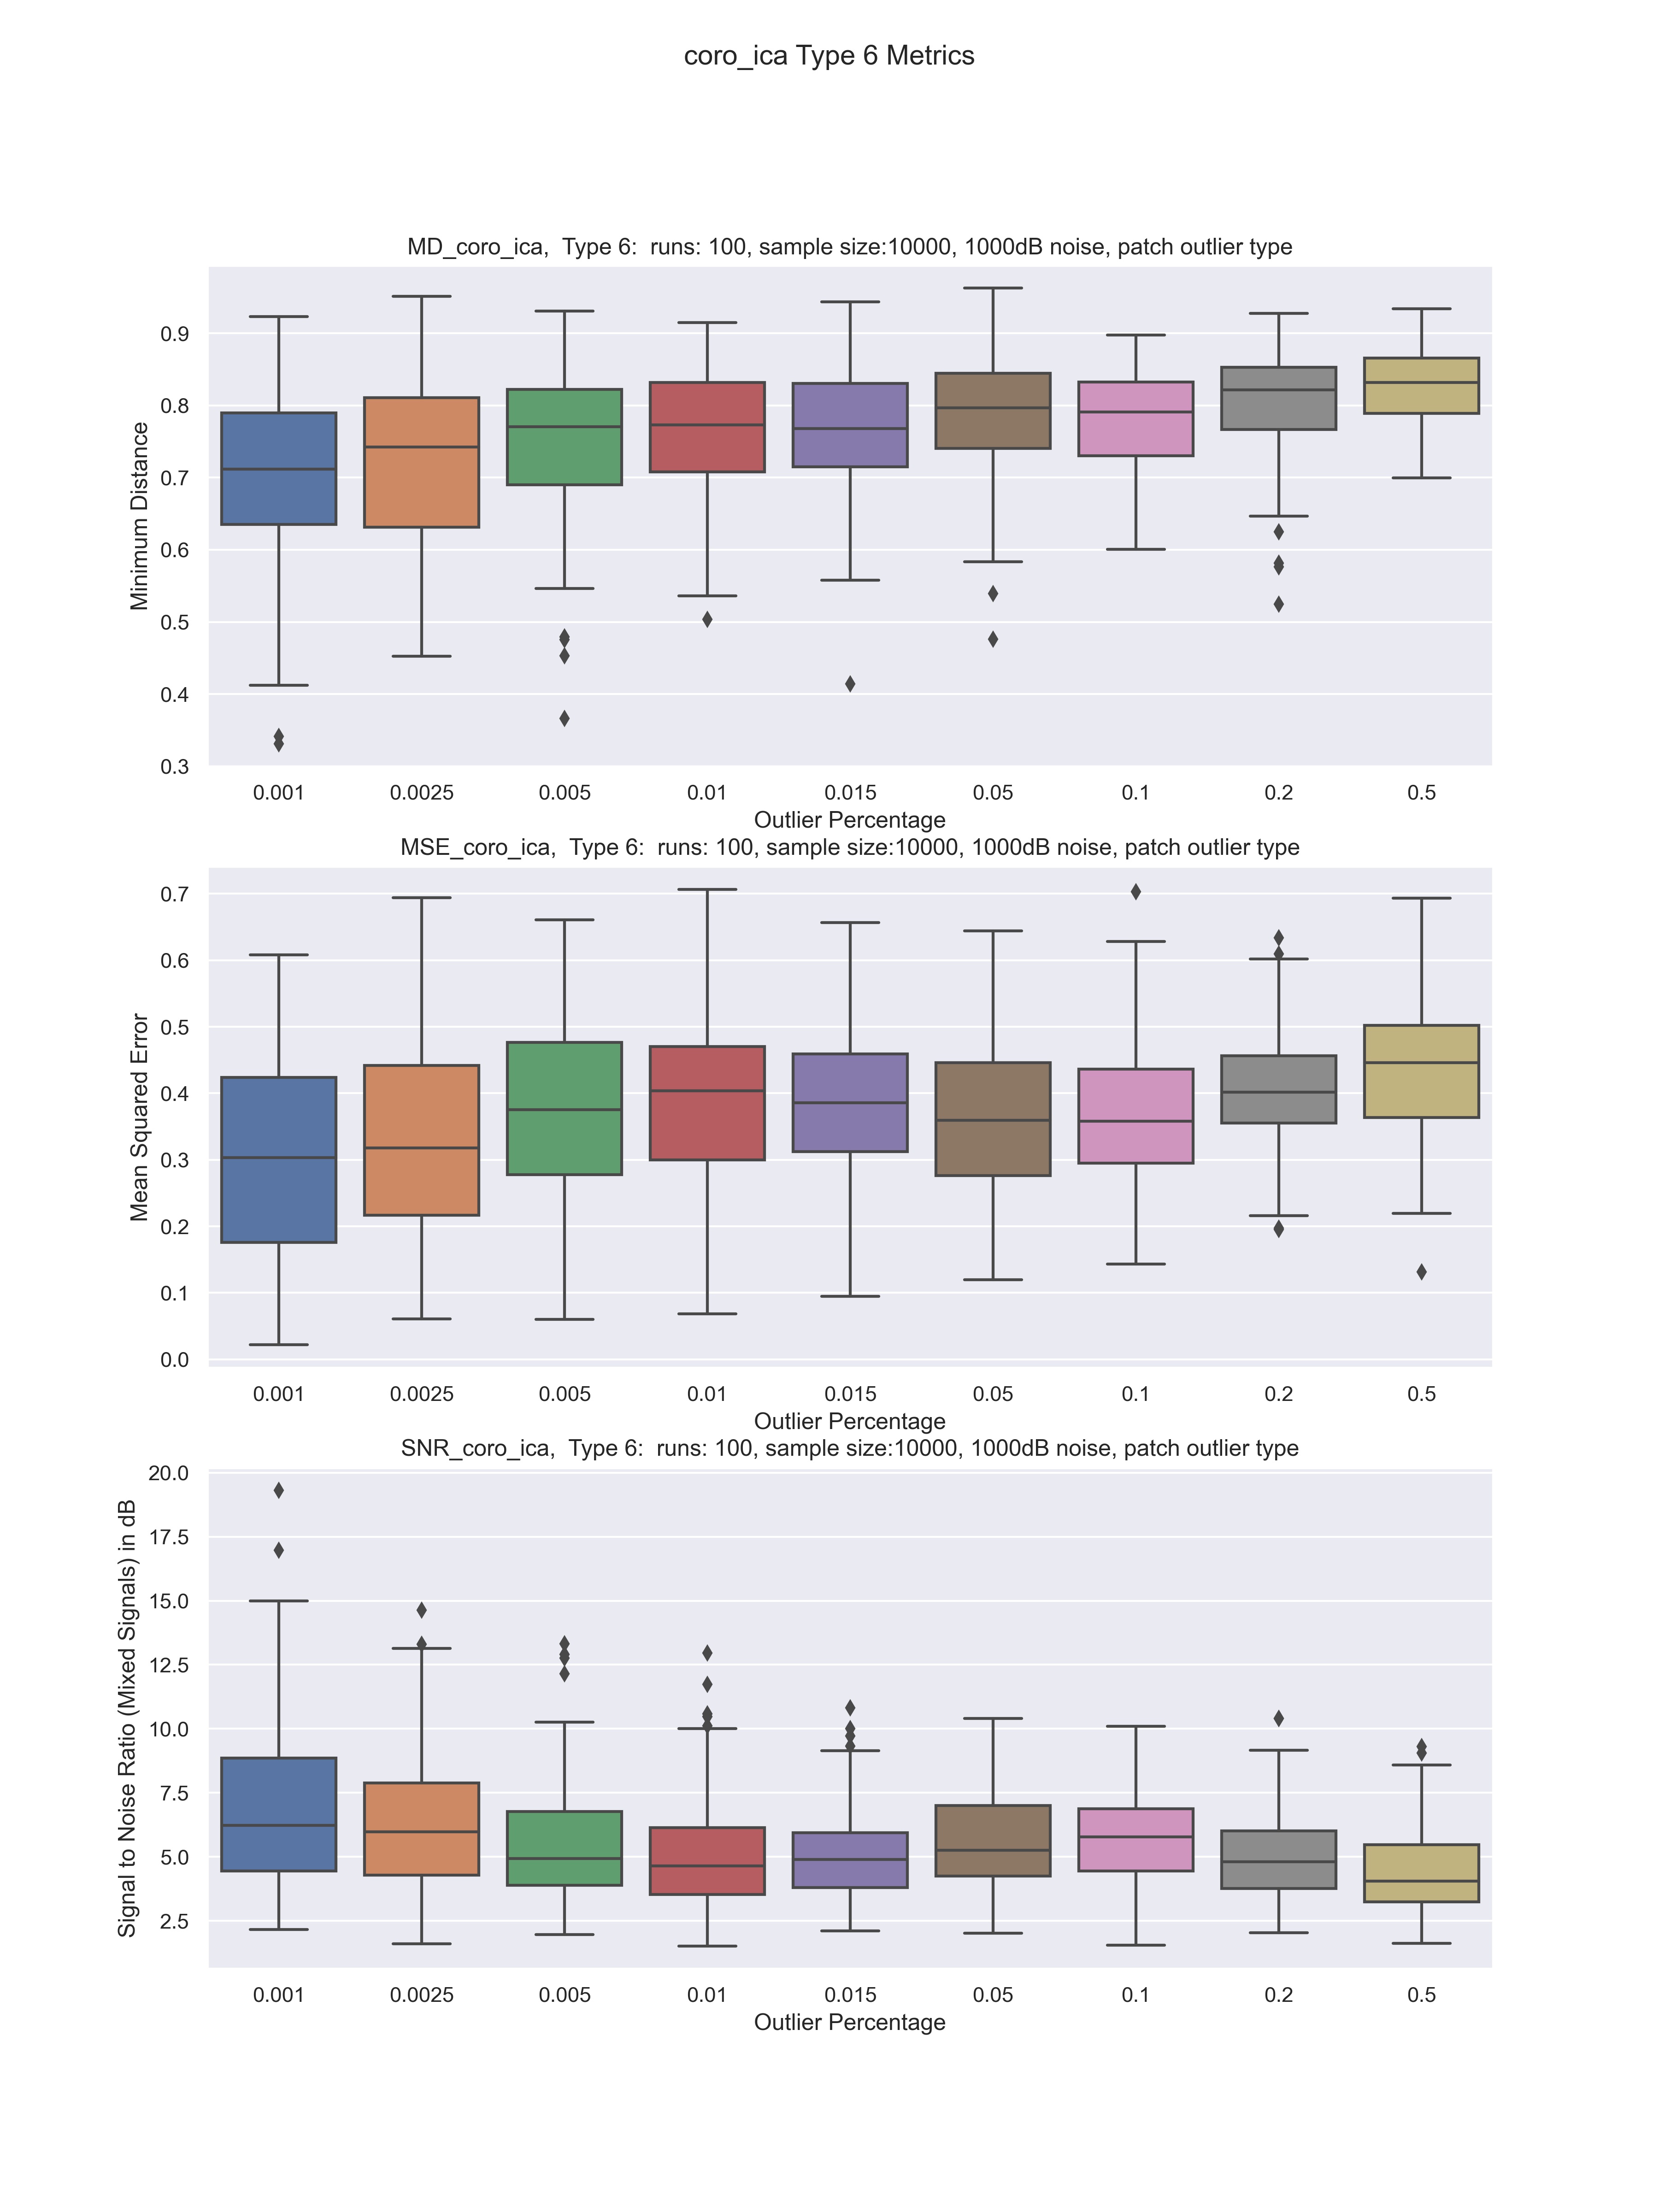 coro_ica Type 6 Metrics
MD_coro_ica,  Type 6:  runs: 100, sample size:10000, 1000dB noise, patch outlier type
Minimum Distance
0.9
0.8
0.7
0.6
0.5
0.4
0.3
0.001 0.0025 0.005 0.01 0.015 0.05 0.1 0.2 0.5
Outlier Percentage
MSE_coro_ica,  Type 6:  runs: 100, sample size:10000, 1000dB noise, patch outlier type
Mean Squared Error
0.7
0.6
0.5
0.4
0.3
0.2
0.1
0.0
0.001 0.0025 0.005 0.01 0.015 0.05 0.1 0.2 0.5
Outlier Percentage
SNR_coro_ica,  Type 6:  runs: 100, sample size:10000, 1000dB noise, patch outlier type
Signal to Noise Ratio (Mixed Signals) in dB
20.0
17.5
15.0
12.5
10.0
7.5
5.0
2.5
0.001 0.0025 0.005 0.01 0.015 0.05 0.1 0.2 0.5
Outlier Percentage